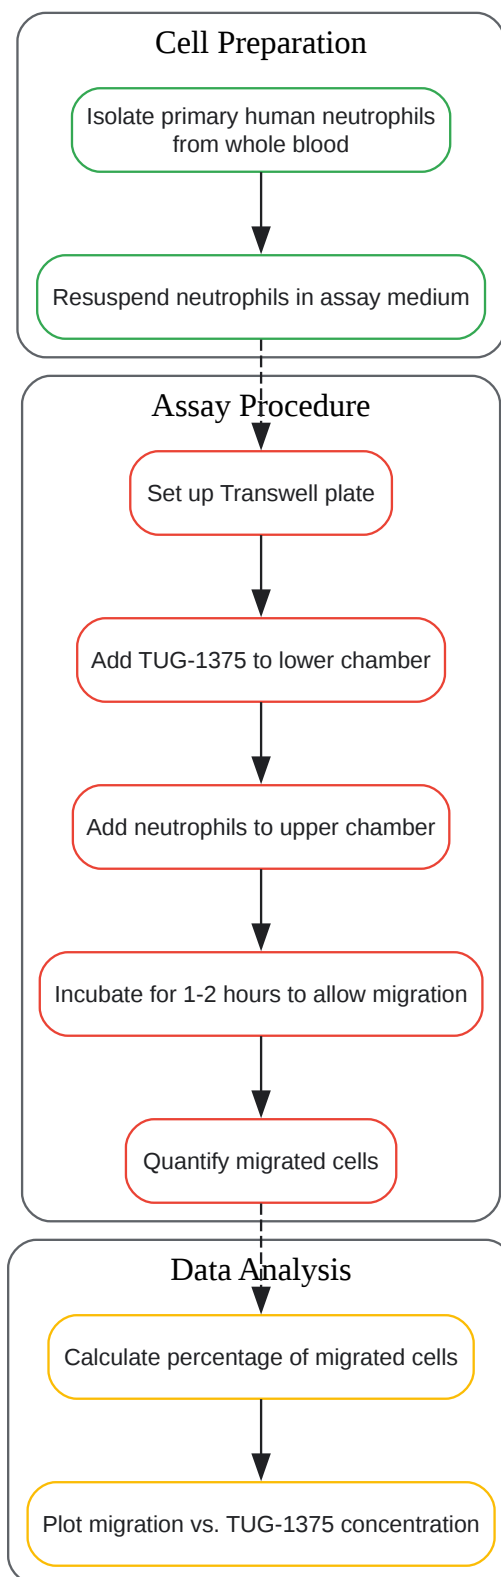 Cell Preparation
Isolate primary human neutrophils
from whole blood
Resuspend neutrophils in assay medium
Assay Procedure
Set up Transwell plate
Add TUG-1375 to lower chamber
Add neutrophils to upper chamber
Incubate for 1-2 hours to allow migration
Quantify migrated cells
Data Analysis
Calculate percentage of migrated cells
Plot migration vs. TUG-1375 concentration